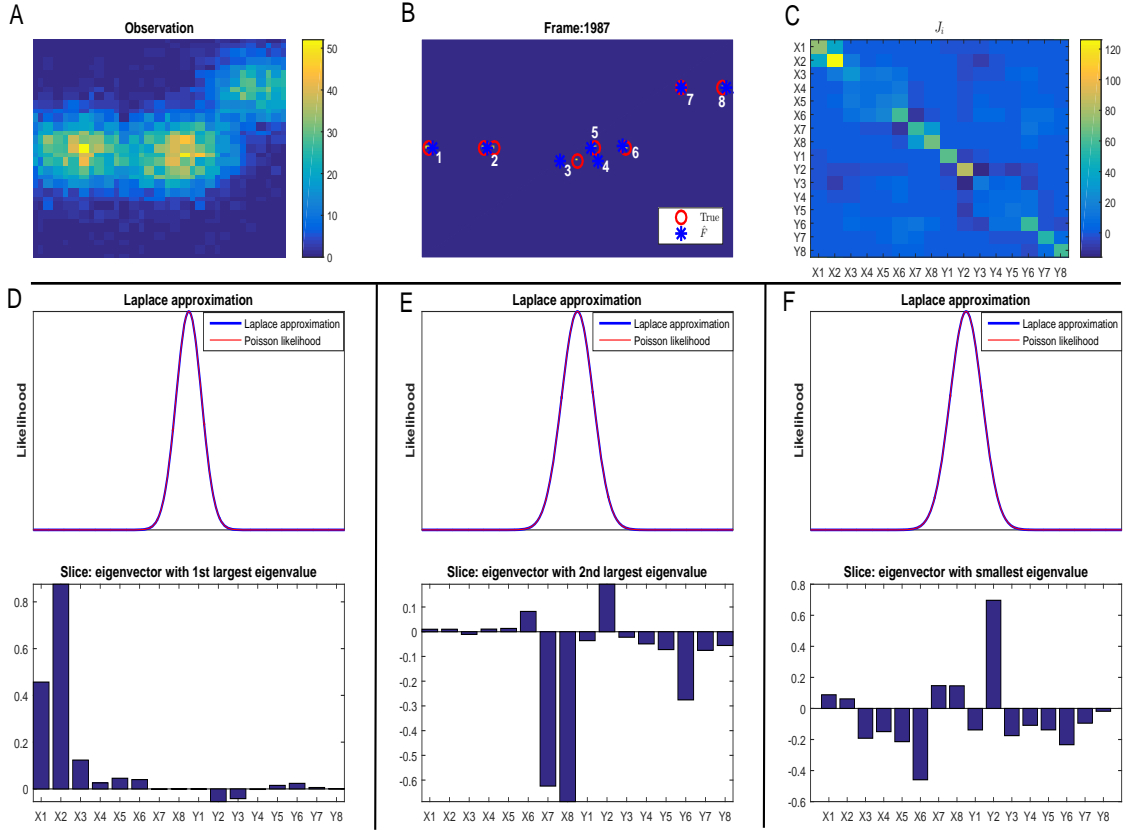 A
Observation
50
40
30
20
10
0
B
Frame:1987
1
2
3
4
5
6
7
8
True
F̂
C
J_i
X1
X2
X3
X4
X5
X6
X7
X8
Y1
Y2
Y3
Y4
Y5
Y6
Y7
Y8
X1 X2 X3 X4 X5 X6 X7 X8 Y1 Y2 Y3 Y4 Y5 Y6 Y7 Y8
120
100
80
60
40
20
0
D
Laplace approximation
Likelihood
Laplace approximation
Poisson likelihood
Slice: eigenvector with 1st largest eigenvalue
0.8
0.6
0.4
0.2
0
X1 X2 X3 X4 X5 X6 X7 X8 Y1 Y2 Y3 Y4 Y5 Y6 Y7 Y8
E
Laplace approximation
Likelihood
Laplace approximation
Poisson likelihood
Slice: eigenvector with 2nd largest eigenvalue
0.1
0
-0.1
-0.2
-0.3
-0.4
-0.5
-0.6
X1 X2 X3 X4 X5 X6 X7 X8 Y1 Y2 Y3 Y4 Y5 Y6 Y7 Y8
F
Laplace approximation
Likelihood
Laplace approximation
Poisson likelihood
Slice: eigenvector with smallest eigenvalue
0.8
0.6
0.4
0.2
0
-0.2
-0.4
-0.6
X1 X2 X3 X4 X5 X6 X7 X8 Y1 Y2 Y3 Y4 Y5 Y6 Y7 Y8